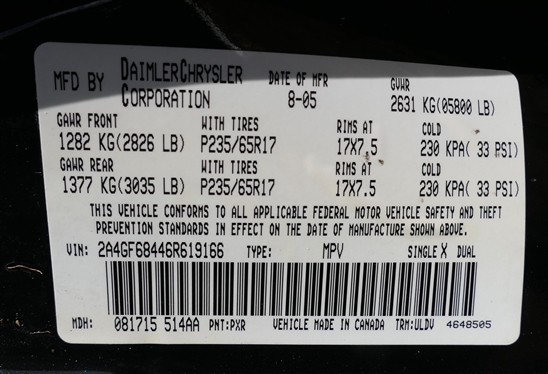 MFD BY DAIMLERCHRYSLER CORPORATION DATE OF MFR 8-05 GVWR 2631 KG(05800 LB)
GAWR FRONT WITH TIRES RIMS AT COLD
1282 KG(2826 LB) P235/65R17 17X7.5 230 KPA( 33 PSI)
GAWR REAR WITH TIRES RIMS AT COLD
1377 KG(3035 LB) P235/65R17 17X7.5 230 KPA( 33 PSI)
THIS VEHICLE CONFORMS TO ALL APPLICABLE FEDERAL MOTOR VEHICLE SAFETY AND THEFT
PREVENTION STANDARDS IN EFFECT ON THE DATE OF MANUFACTURE SHOWN ABOVE.
VIN: 2A4GF68446R619166 TYPE: MPV SINGLE X DUAL
MDH: 081715 514AA PNT:PXR VEHICLE MADE IN CANADA TRM:ULDV 4648505